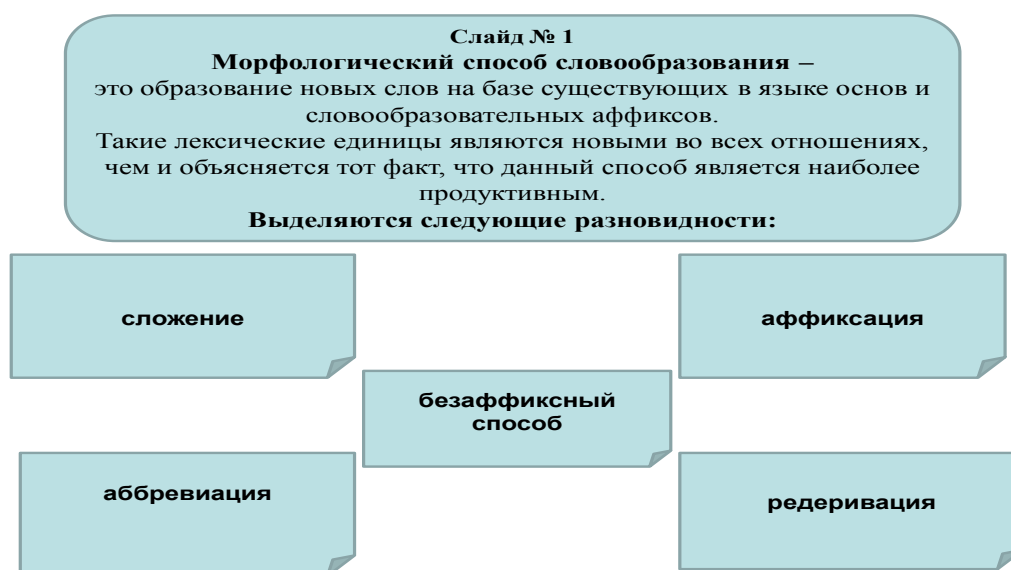 Слайд № 1
Морфологический способ словообразования –
это образование новых слов на базе существующих в языке основ и
словообразовательных аффиксов.
Такие лексические единицы являются новыми во всех отношениях,
чем и объясняется тот факт, что данный способ является наиболее
продуктивным.
Выделяются следующие разновидности:
сложение
аффиксация
безаффиксный
способ
аббревиация
редеривация